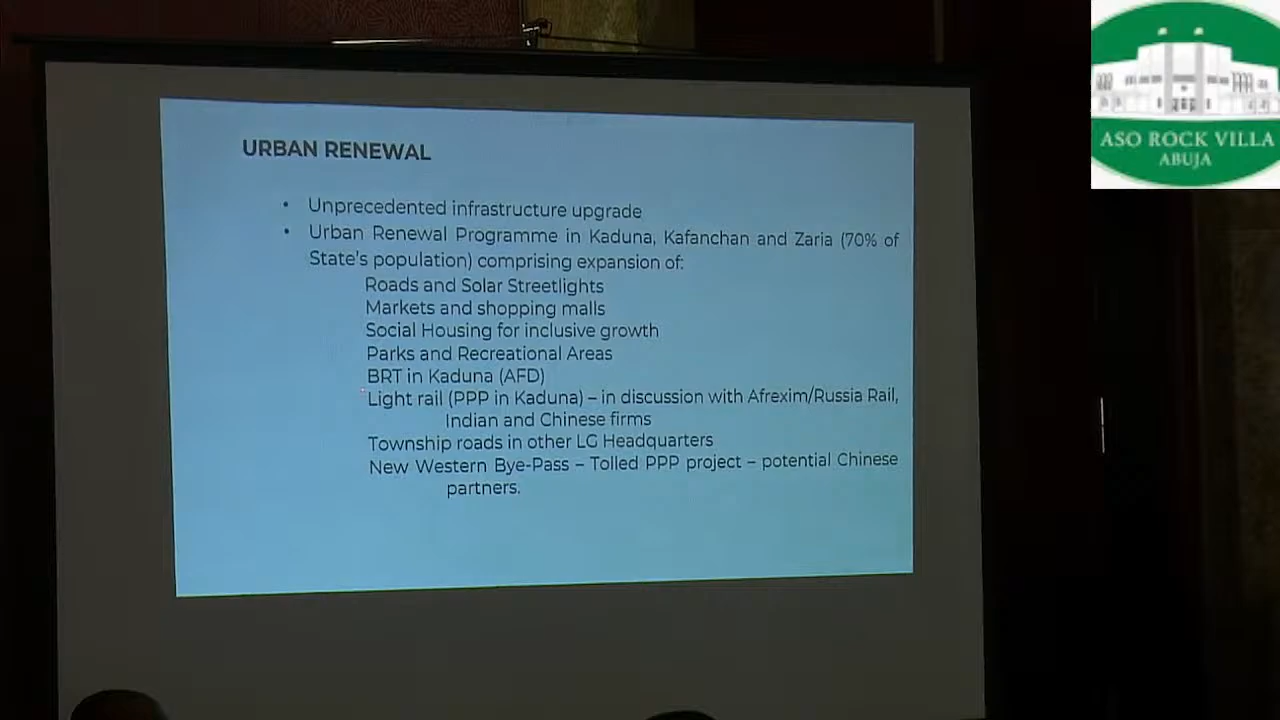 URBAN RENEWAL
• Unprecedented infrastructure upgrade
• Urban Renewal Programme in Kaduna, Kafanchan and Zaria (70% of
State's population) comprising expansion of:
Roads and Solar Streetlights
Markets and shopping malls
Social Housing for inclusive growth
Parks and Recreational Areas
BRT in Kaduna (AFD)
Light rail (PPP in Kaduna) – in discussion with Afrexim/Russia Rail,
Indian and Chinese firms
Township roads in other LG Headquarters
New Western Bye-Pass – Tolled PPP project – potential Chinese
partners.
ASO ROCK VILLA
ABUJA